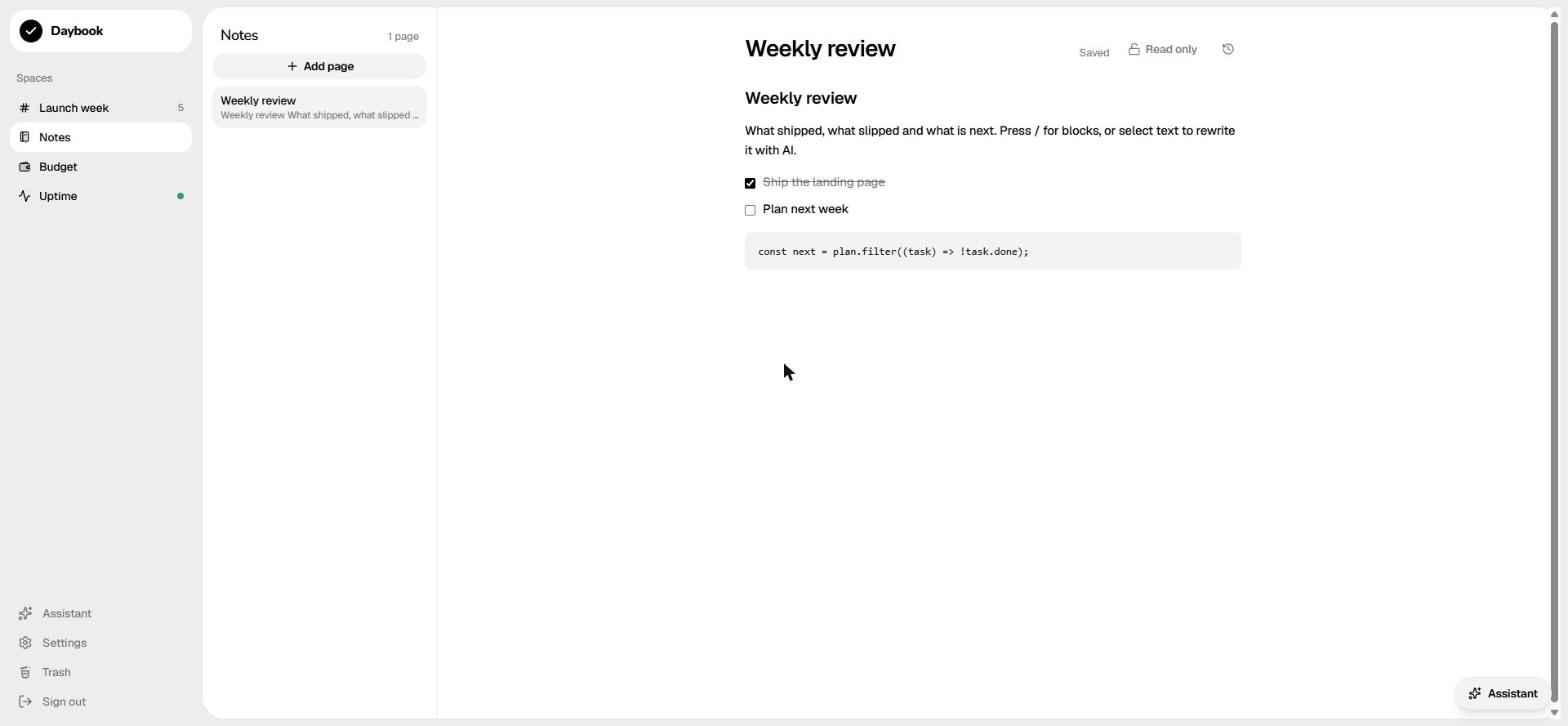 Daybook
Spaces
Launch week 5
Notes
Budget
Uptime
Assistant
Settings
Trash
Sign out
Notes 1 page
Add page
Weekly review
Weekly review What shipped, what slipped ...
Weekly review
Saved Read only
Weekly review
What shipped, what slipped and what is next. Press / for blocks, or select text to rewrite
it with AI.
Ship the landing page
Plan next week
const next = plan.filter((task) => !task.done);
Assistant